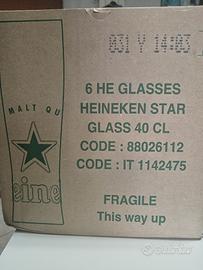 031 Y 14:03
6 HE GLASSES
HEINEKEN STAR
GLASS 40 CL
CODE : 88026112
CODE : IT 1142475
MALT QU
eine
FRAGILE
This way up
subito